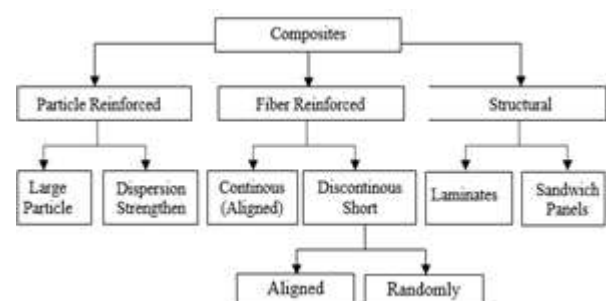 Composites
Particle Reinforced
Fiber Reinforced
Structural
Large
Particle
Dispersion
Strengthen
Continous
(Aligned)
Discontinous
Short
Laminates
Sandwich
Panels
Aligned
Randomly